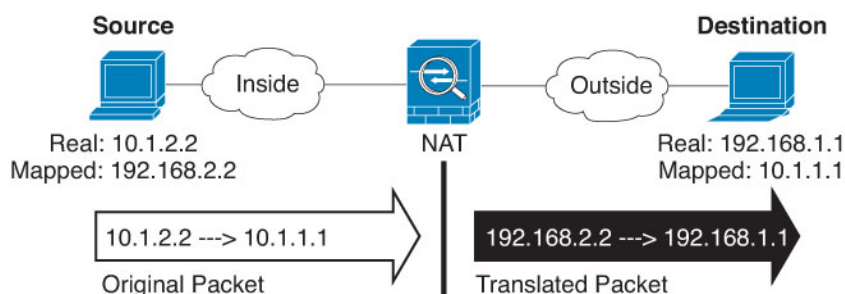 Source
Destination
Inside
Outside
NAT
Real: 10.1.2.2
Mapped: 192.168.2.2
Real: 192.168.1.1
Mapped: 10.1.1.1
10.1.2.2 ---> 10.1.1.1
192.168.2.2 ---> 192.168.1.1
Original Packet
Translated Packet